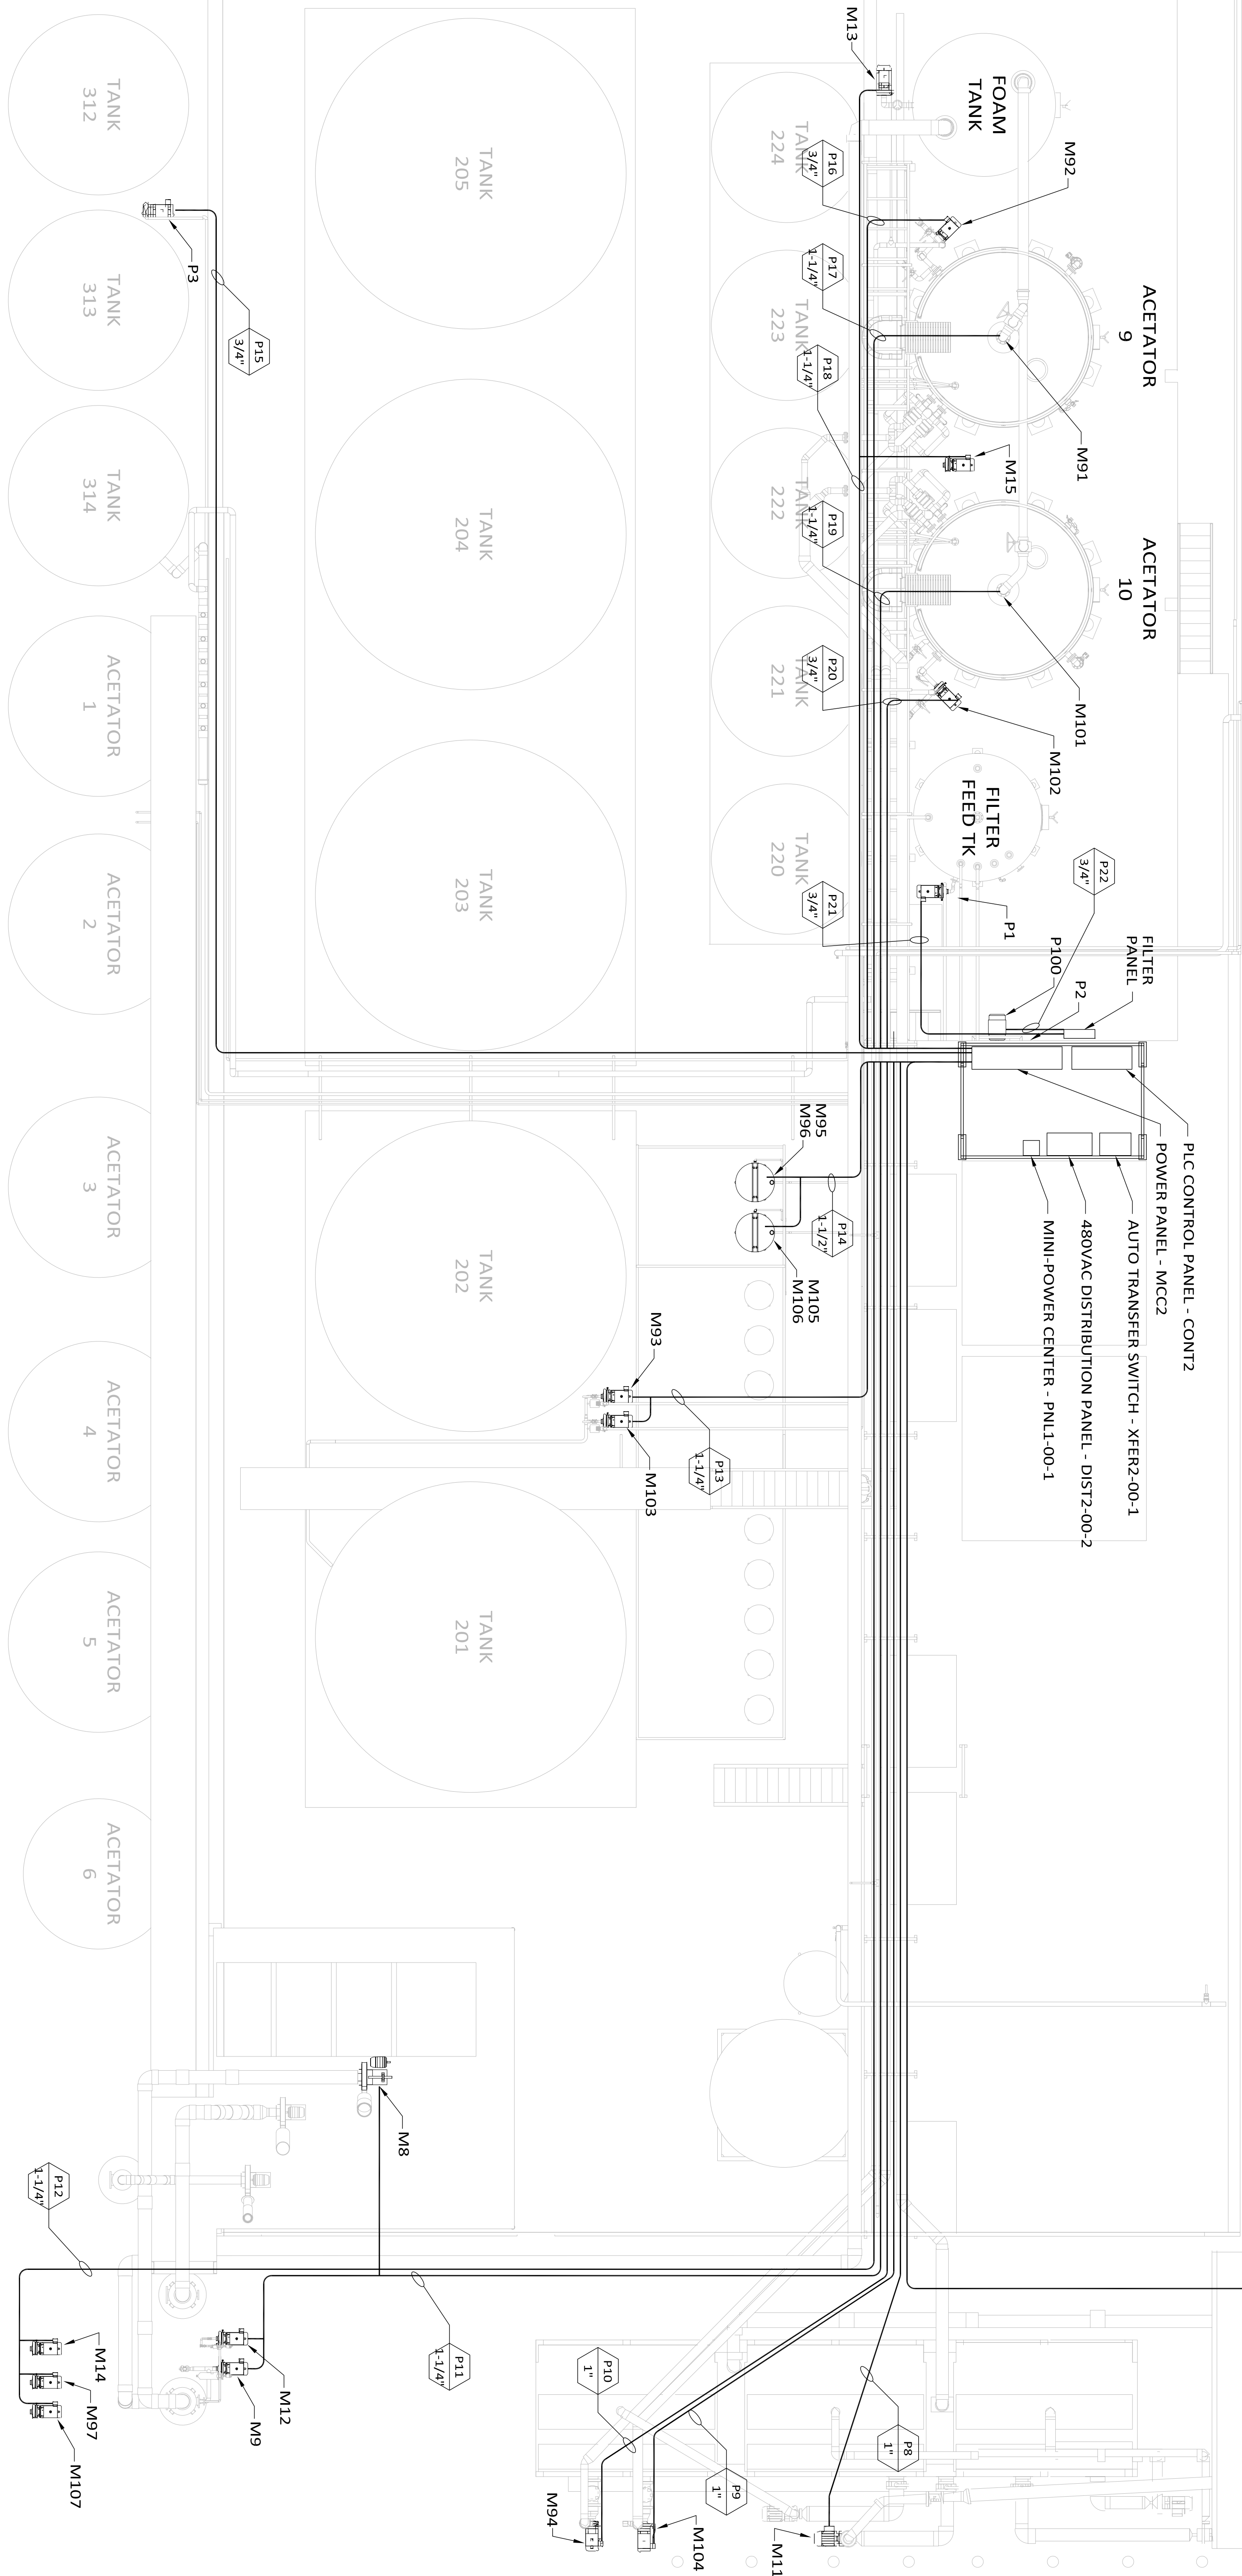 M13
FOAM
TANK
M92
P16
3/4"
P17
1-1/4"
P18
1-1/4"
ACETATOR
9
M91
M15
P19
1-1/4"
ACETATOR
10
M101
M102
P20
3/4"
FILTER
FEED TK
P22
3/4"
P21
3/4"
P1
P100
P2
FILTER
PANEL
PLC CONTROL PANEL - CONT2
POWER PANEL - MCC2
AUTO TRANSFER SWITCH - XFER2-00-1
480VAC DISTRIBUTION PANEL - DIST2-00-2
MINI-POWER CENTER - PNL1-00-1
TANK
224
TANK
223
TANK
222
TANK
221
TANK
220
TANK
205
TANK
204
TANK
203
TANK
202
TANK
201
M95
M96
P14
1-1/2"
M105
M106
M93
M103
P13
1-1/4"
TANK
312
TANK
313
TANK
314
P3
P15
3/4"
ACETATOR
1
ACETATOR
2
ACETATOR
3
ACETATOR
4
ACETATOR
5
ACETATOR
6
M8
P12
1-1/4"
P11
1-1/4"
M14
M97
M107
M12
M9
P10
1"
P9
1"
P8
1"
M94
M104
M11